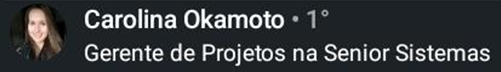 Carolina Okamoto • 1°
Gerente de Projetos na Senior Sistemas